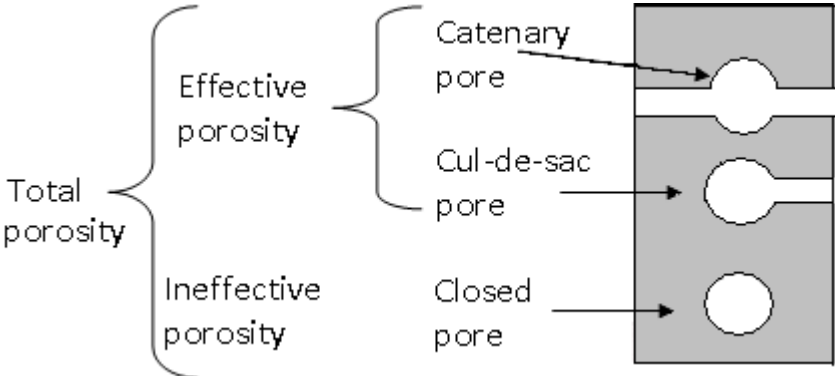 Total
porosity
Effective
porosity
Ineffective
porosity
Catenary
pore
Cul-de-sac
pore
Closed
pore